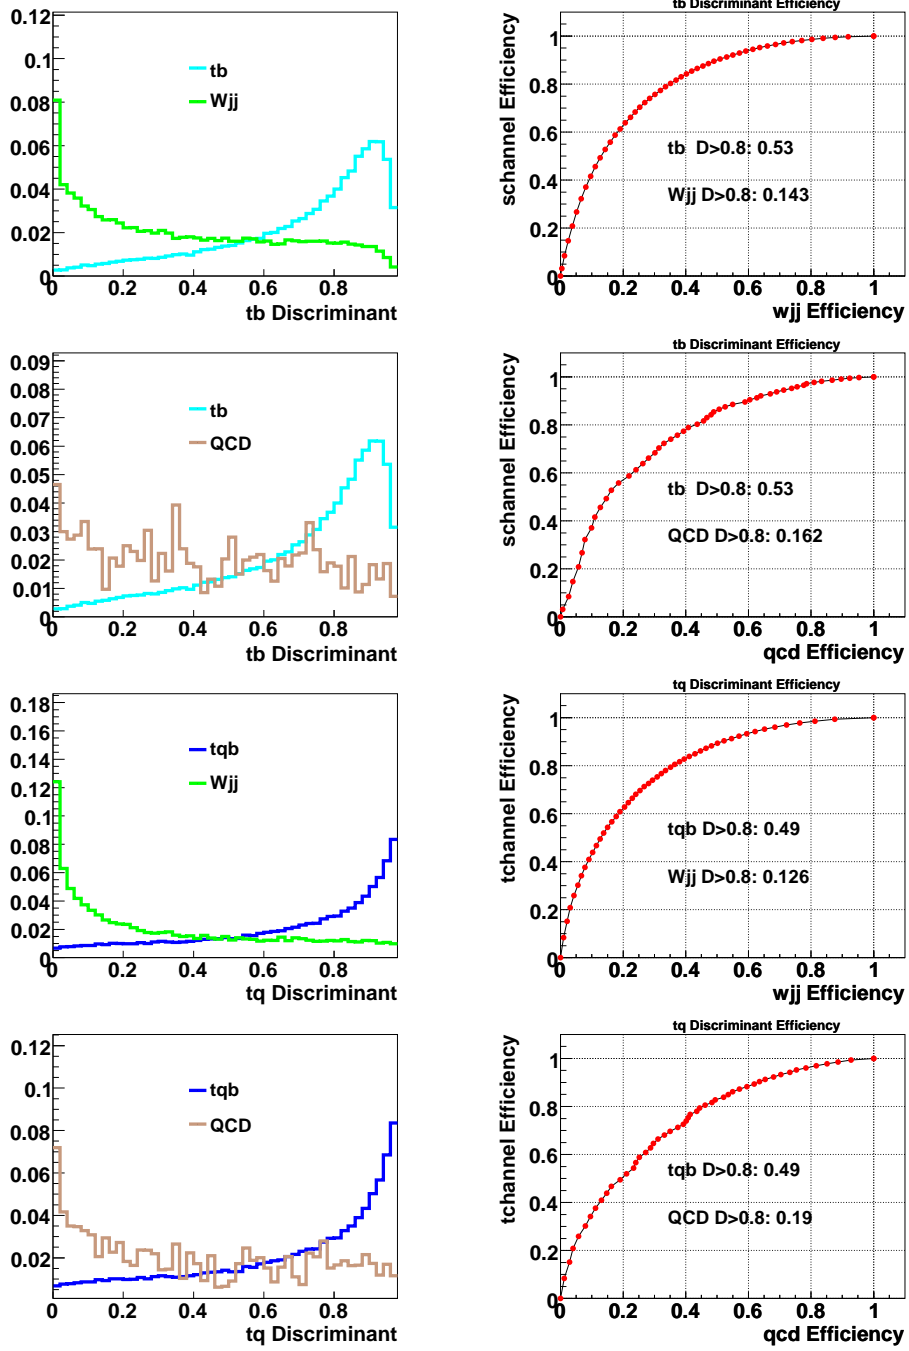 0.12
0.1
0.08
0.06
0.04
0.02
0
tb
Wjj
0 0.2 0.4 0.6 0.8
tb Discriminant
tb Discriminant Efficiency
schannel Efficiency
1
0.8
0.6
0.4
0.2
0
tb D>0.8: 0.53
Wjj D>0.8: 0.143
0 0.2 0.4 0.6 0.8 1
wjj Efficiency
0.09
0.08
0.07
0.06
0.05
0.04
0.03
0.02
0.01
0
tb
QCD
0 0.2 0.4 0.6 0.8
tb Discriminant
tb Discriminant Efficiency
schannel Efficiency
1
0.8
0.6
0.4
0.2
0
tb D>0.8: 0.53
QCD D>0.8: 0.162
0 0.2 0.4 0.6 0.8 1
qcd Efficiency
0.18
0.16
0.14
0.12
0.1
0.08
0.06
0.04
0.02
0
tqb
Wjj
0 0.2 0.4 0.6 0.8
tq Discriminant
tq Discriminant Efficiency
tchannel Efficiency
1
0.8
0.6
0.4
0.2
0
tqb D>0.8: 0.49
Wjj D>0.8: 0.126
0 0.2 0.4 0.6 0.8 1
wjj Efficiency
0.12
0.1
0.08
0.06
0.04
0.02
tqb
QCD
0 0.2 0.4 0.6 0.8
tq Discriminant
tq Discriminant Efficiency
tchannel Efficiency
1
0.8
0.6
0.4
0.2
0
tqb D>0.8: 0.49
QCD D>0.8: 0.19
0 0.2 0.4 0.6 0.8 1
qcd Efficiency